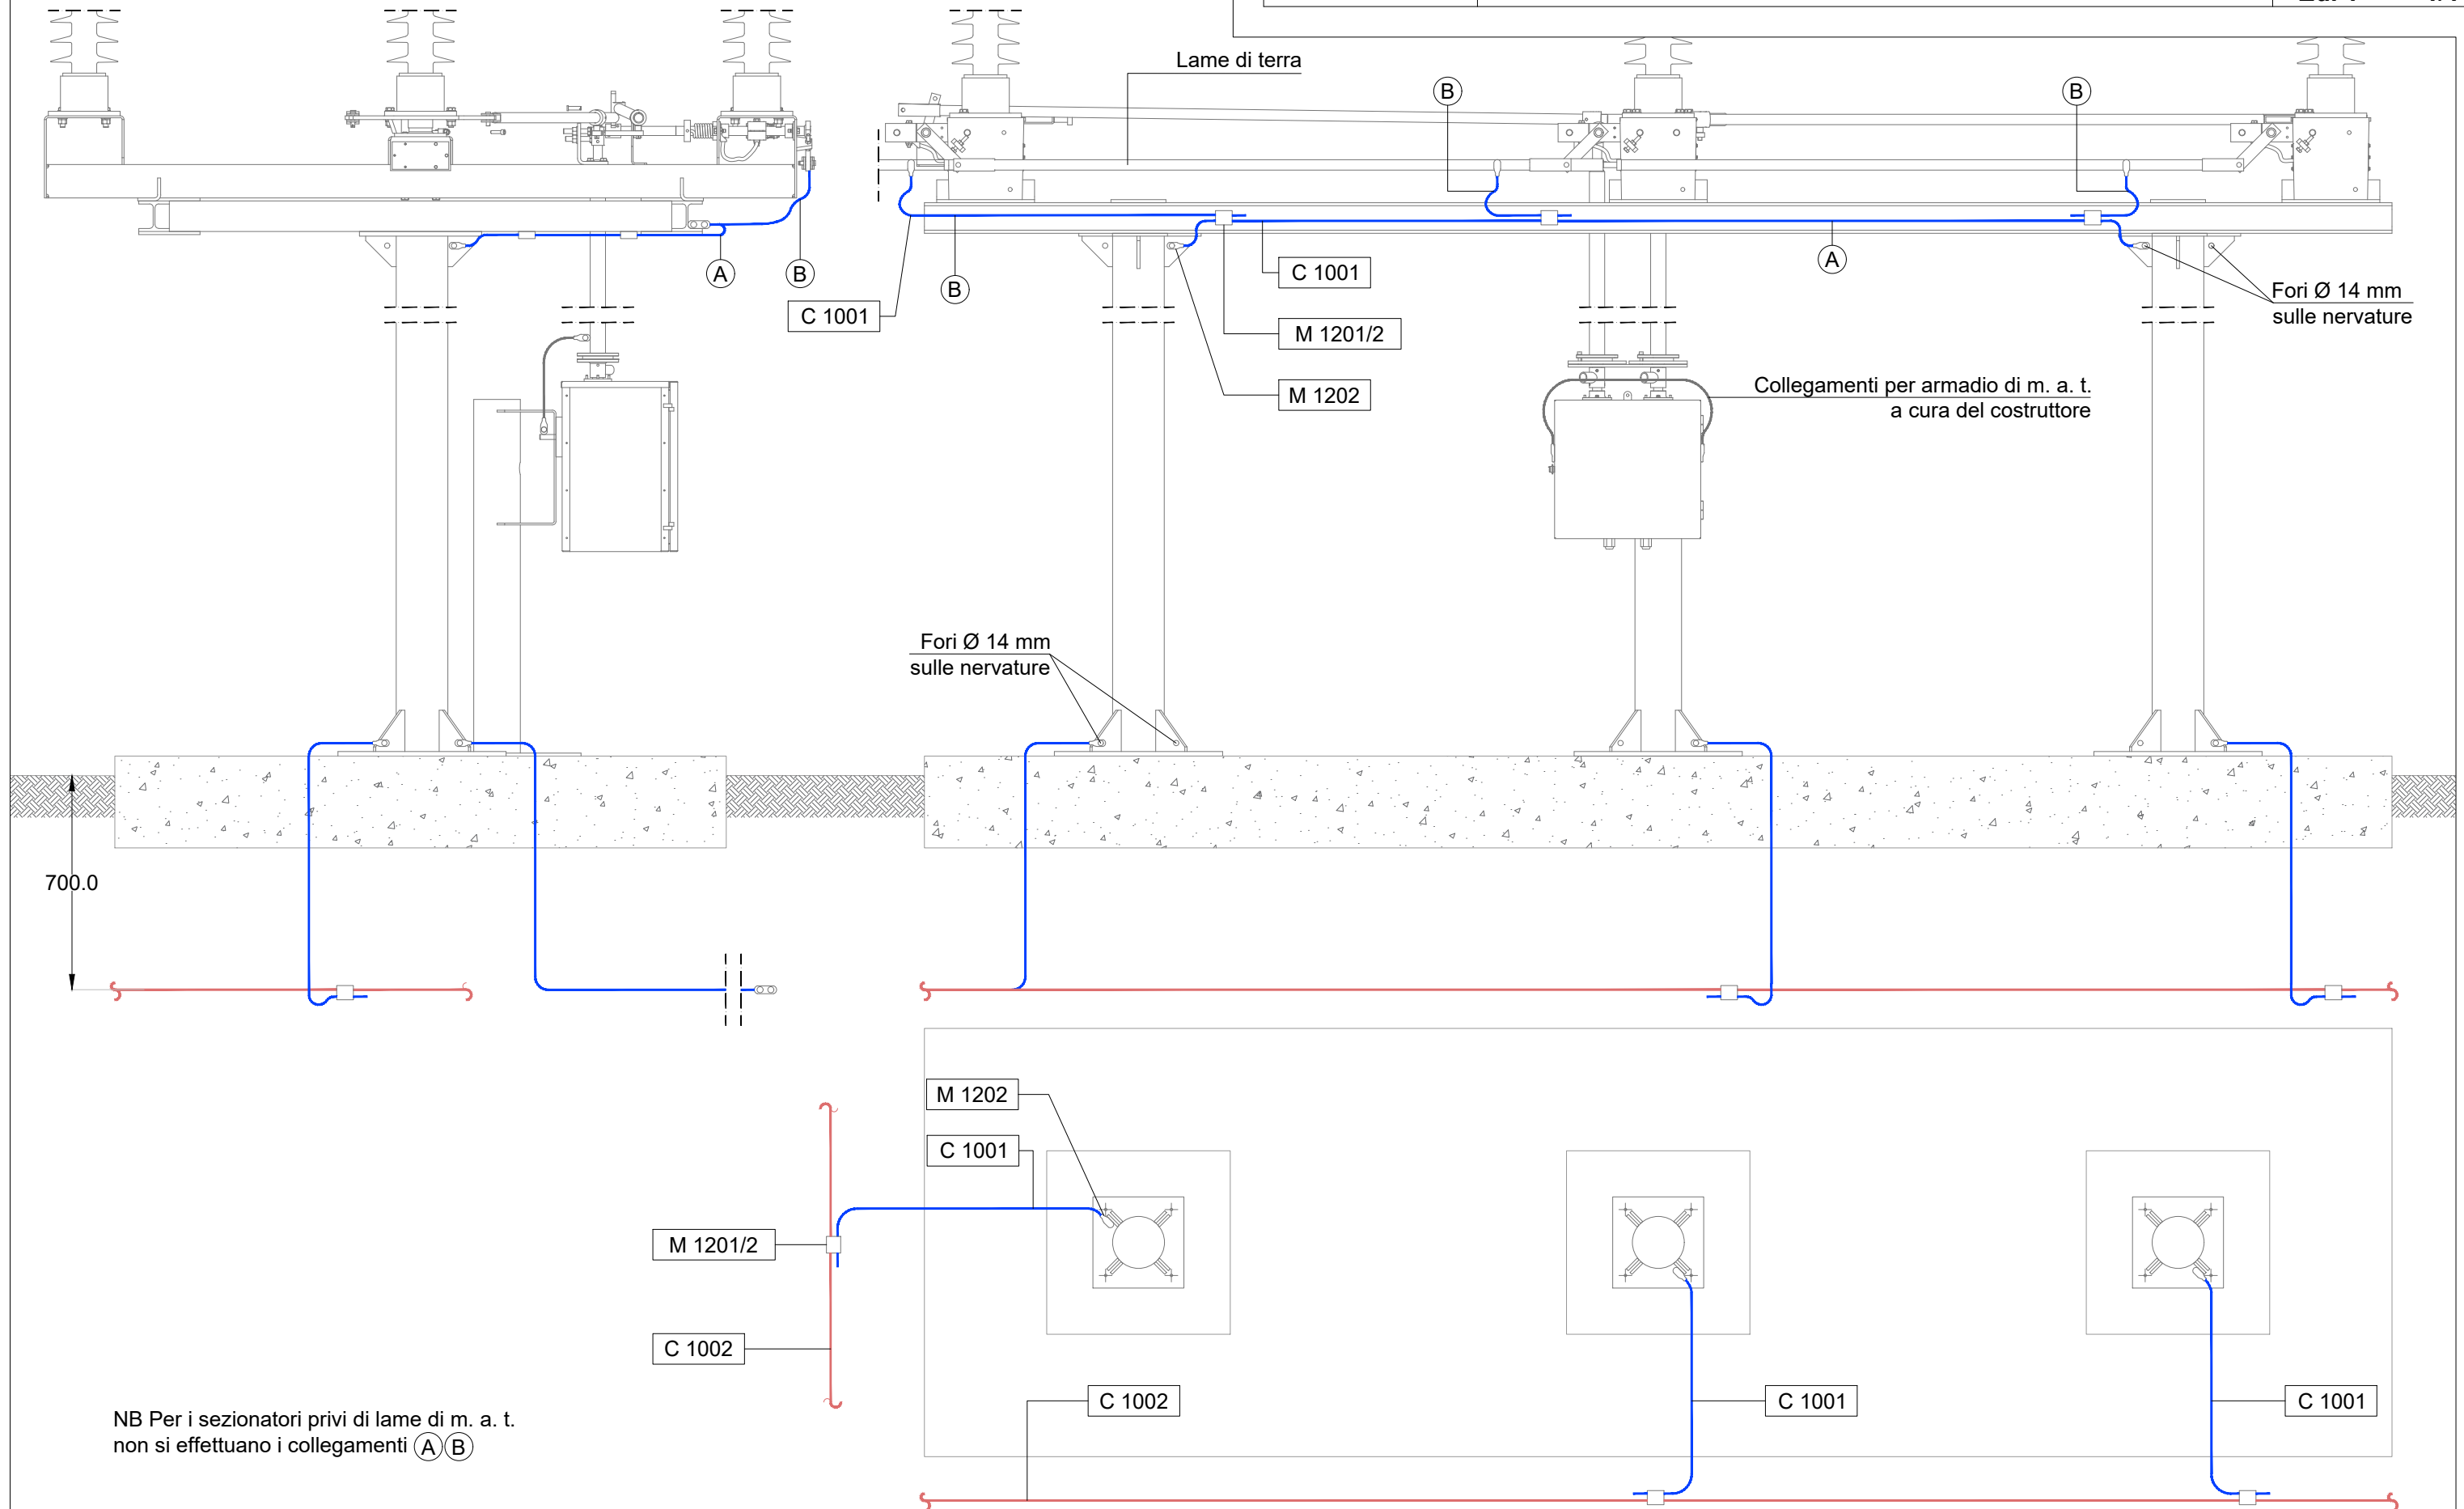 Lame di terra
B
B
B
B
A
B
B
A
C 1001
C 1001
M 1201/2
M 1202
Fori Ø 14 mm
sulle nervature
Collegamenti per armadio di m. a. t.
a cura del costruttore
Fori Ø 14 mm
sulle nervature
700.0
M 1202
C 1001
M 1201/2
C 1002
C 1002
C 1001
C 1001
NB Per i sezionatori privi di lame di m. a. t.
non si effettuano i collegamenti A B